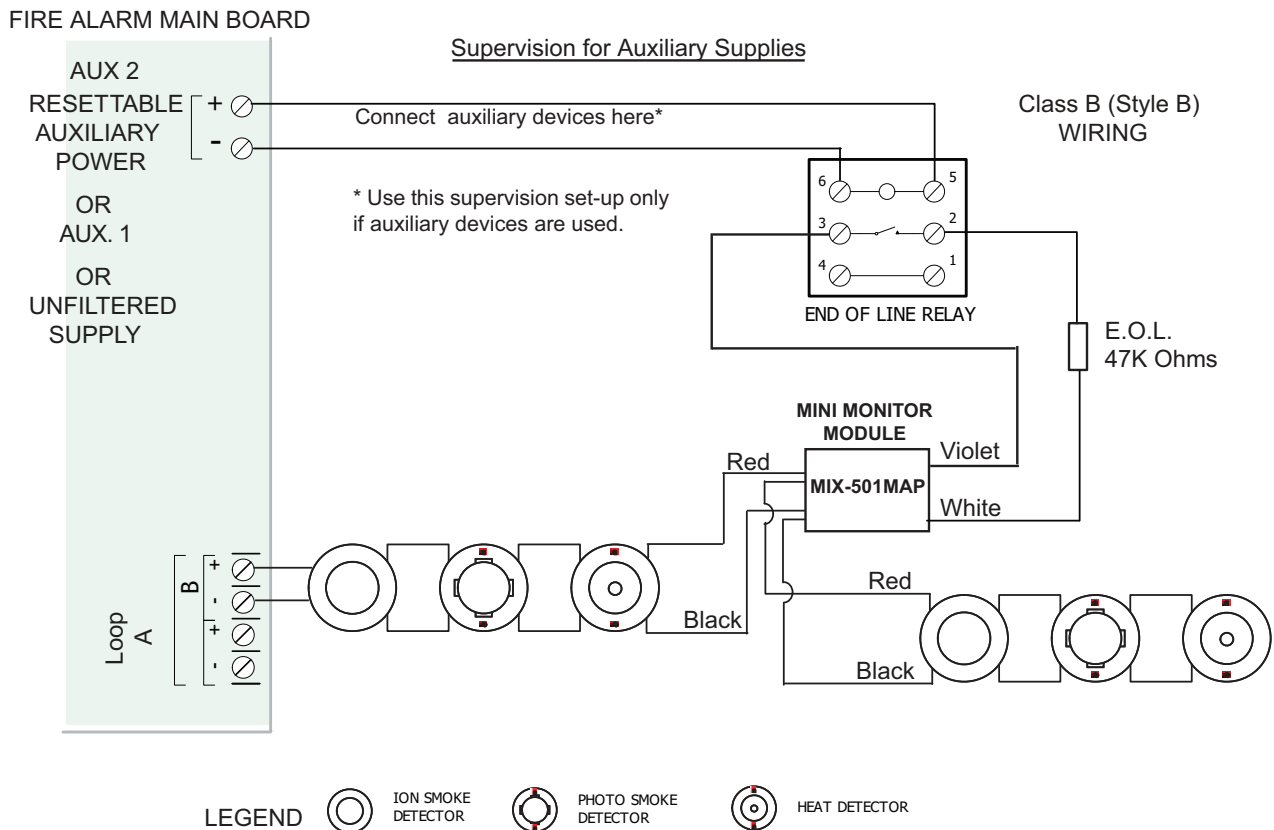 FIRE ALARM MAIN BOARD
Supervision for Auxiliary Supplies
AUX 2
RESETTABLE
AUXILIARY
POWER
+
-
OR
AUX. 1
OR
UNFILTERED
SUPPLY
Connect auxiliary devices here*
* Use this supervision set-up only
if auxiliary devices are used.
Class B (Style B)
WIRING
6 5
3 2
4 1
END OF LINE RELAY
E.O.L.
47K Ohms
MINI MONITOR
MODULE
MIX-501MAP
Violet
White
Red
Black
Red
Black
Loop
A
B
+
-
+
-
LEGEND
ION SMOKE
DETECTOR
PHOTO SMOKE
DETECTOR
HEAT DETECTOR